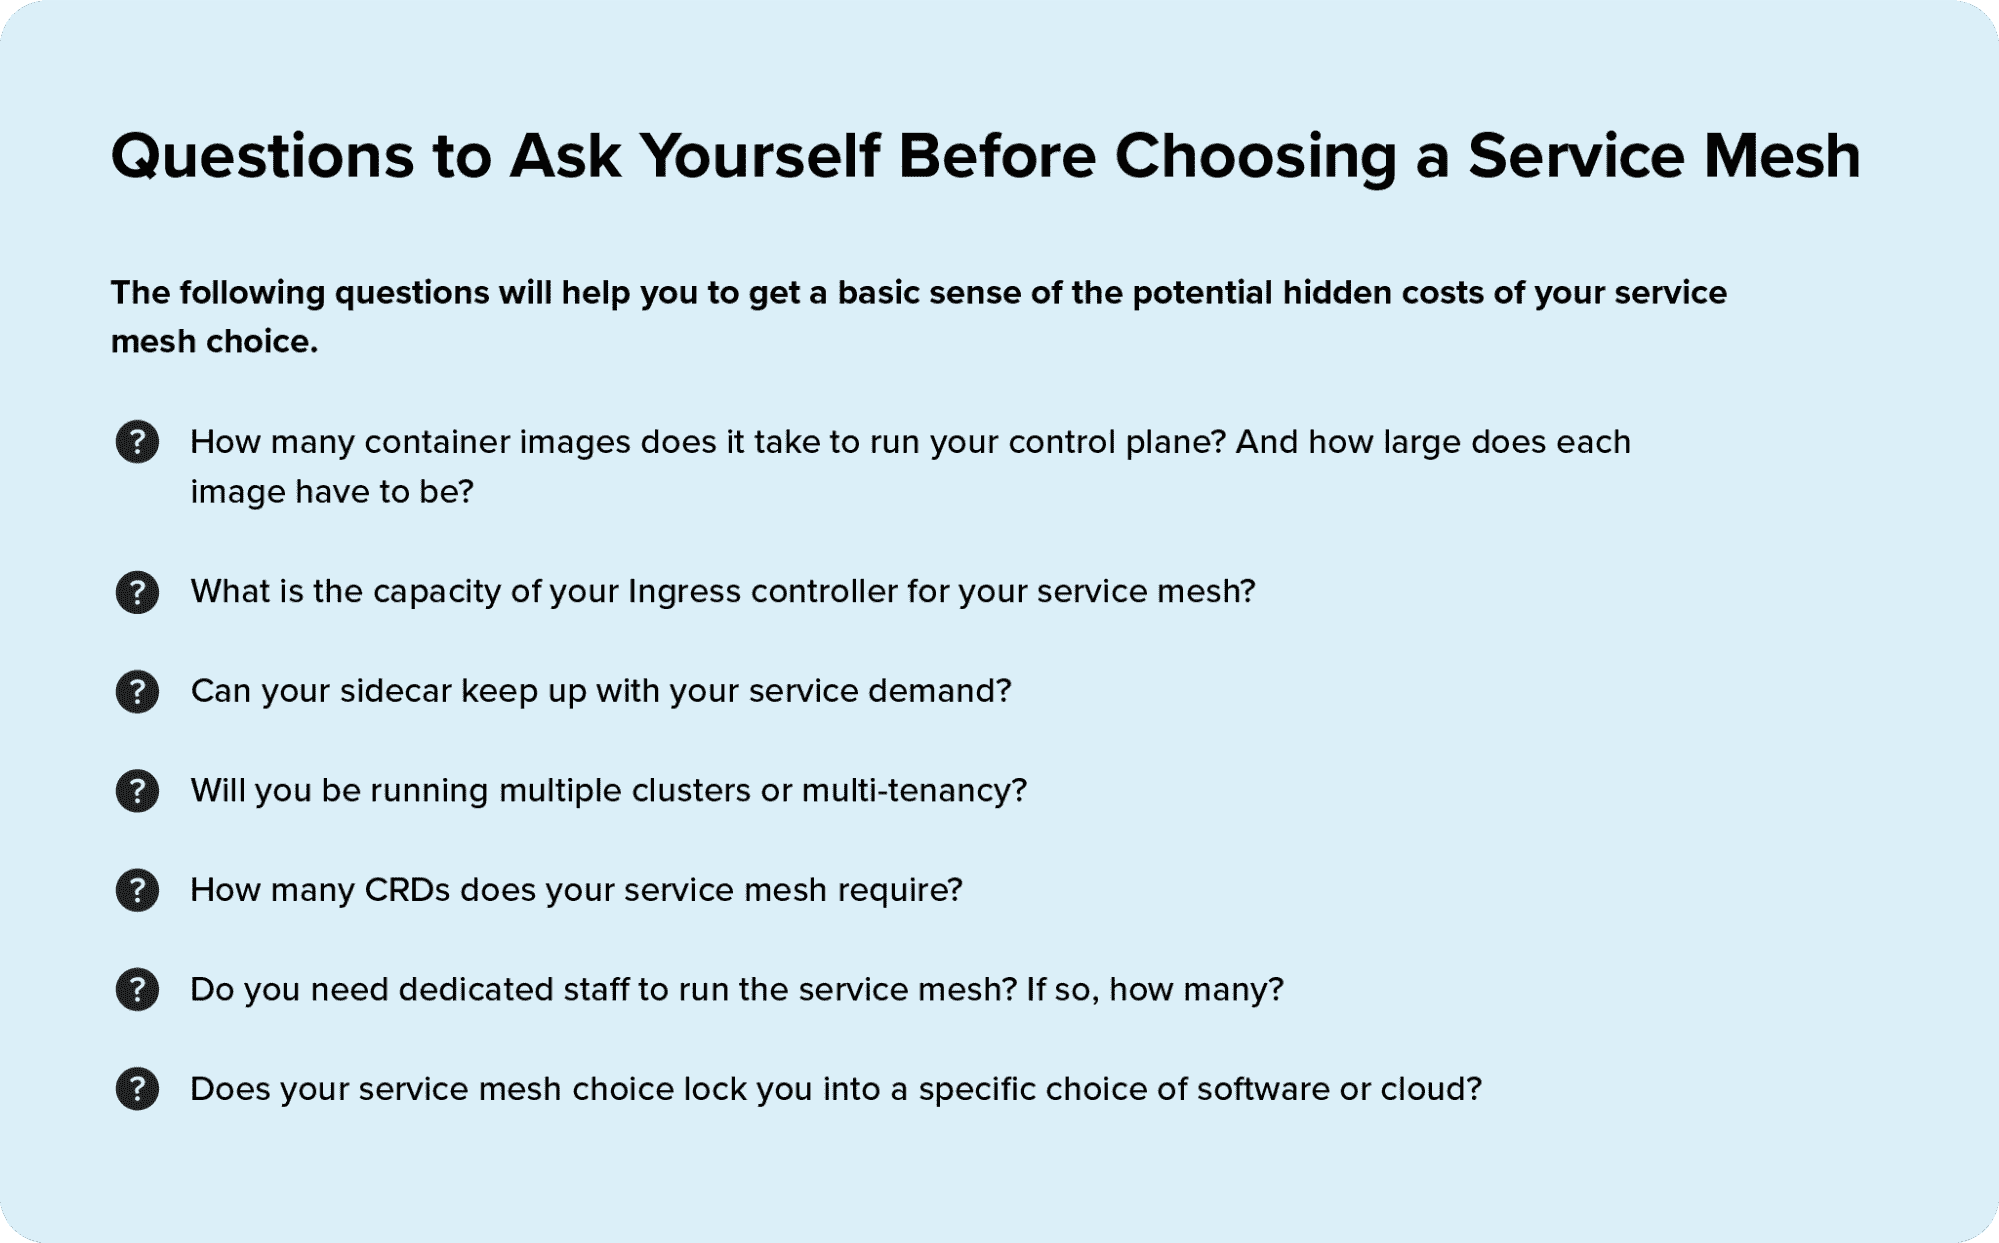 Questions to Ask Yourself Before Choosing a Service Mesh
The following questions will help you to get a basic sense of the potential hidden costs of your service
mesh choice.
? How many container images does it take to run your control plane? And how large does each
image have to be?
? What is the capacity of your Ingress controller for your service mesh?
? Can your sidecar keep up with your service demand?
? Will you be running multiple clusters or multi-tenancy?
? How many CRDs does your service mesh require?
? Do you need dedicated staff to run the service mesh? If so, how many?
? Does your service mesh choice lock you into a specific choice of software or cloud?